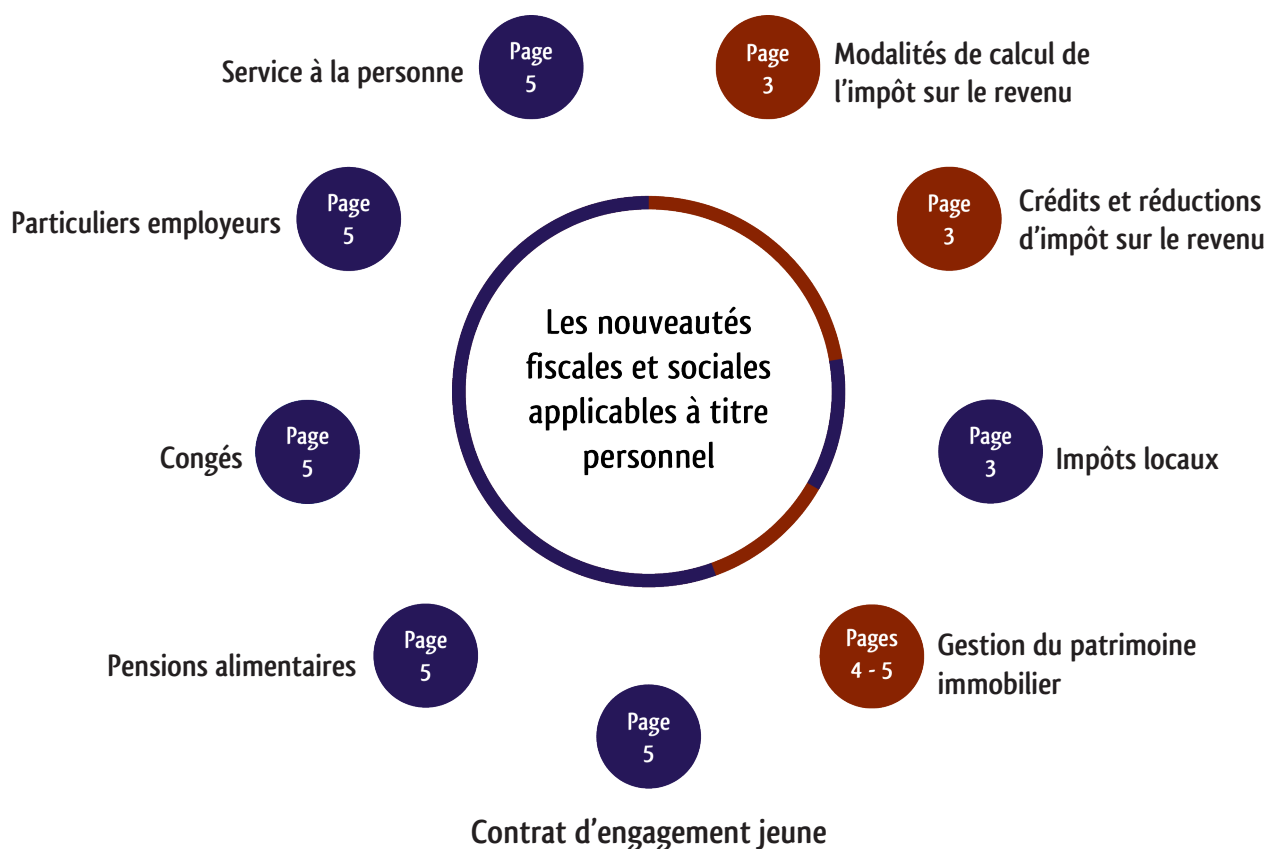 Page
5
Service à la personne
Page
3
Modalités de calcul de
l'impôt sur le revenu
Page
5
Particuliers employeurs
Page
3
Crédits et réductions
d'impôt sur le revenu
Les nouveautés
fiscales et sociales
applicables à titre
personnel
Page
5
Congés
Page
3
Impôts locaux
Page
5
Pensions alimentaires
Pages
4 - 5
Gestion du patrimoine
immobilier
Page
5
Contrat d'engagement jeune